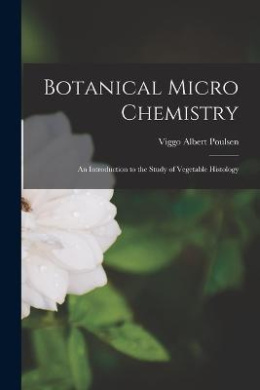 Botanical Micro
Chemistry
Viggo Albert Poulsen
An Introduction to the Study of Vegetable Histology